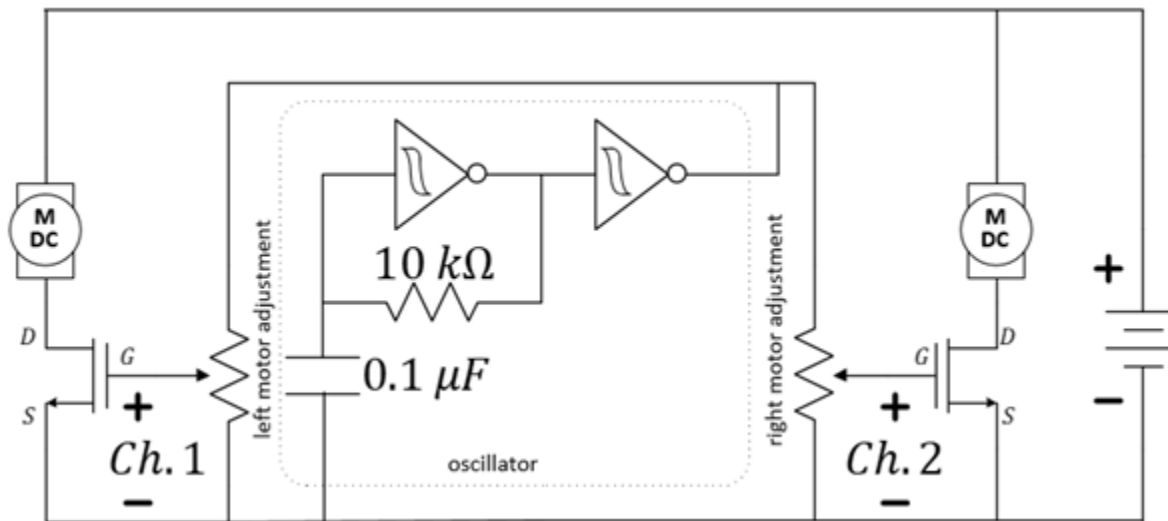 M
DC
M
DC
10 kΩ
left motor adjustment
right motor adjustment
+
D
G
S
+
Ch. 1
−
0.1 μF
oscillator
G
D
S
+
Ch. 2
−
−